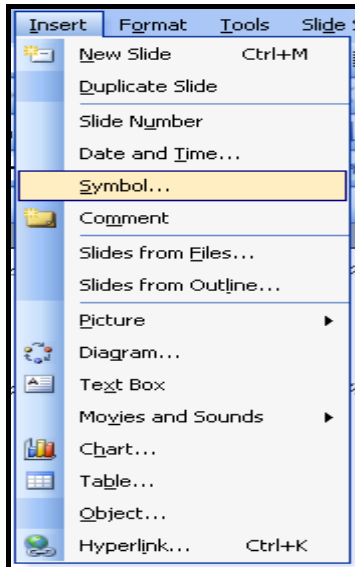 Insert Format Tools Slide
New Slide Ctrl+M
Duplicate Slide
Slide Number
Date and Time...
Symbol...
Comment
Slides from Files...
Slides from Outline...
Picture
Diagram...
Text Box
Movies and Sounds
Chart...
Table...
Object...
Hyperlink... Ctrl+K